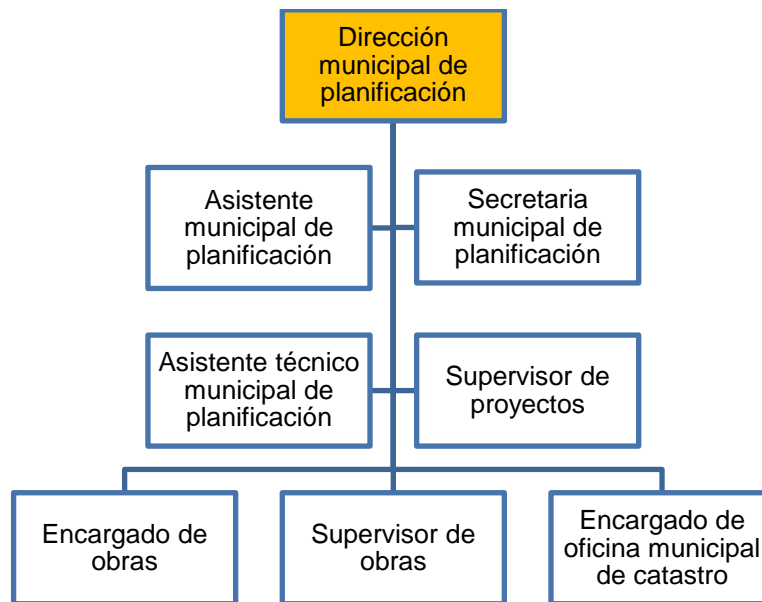 Dirección
municipal de
planificación
Asistente
municipal de
planificación
Secretaria
municipal de
planificación
Asistente técnico
municipal de
planificación
Supervisor de
proyectos
Encargado de
obras
Supervisor de
obras
Encargado de
oficina municipal
de catastro